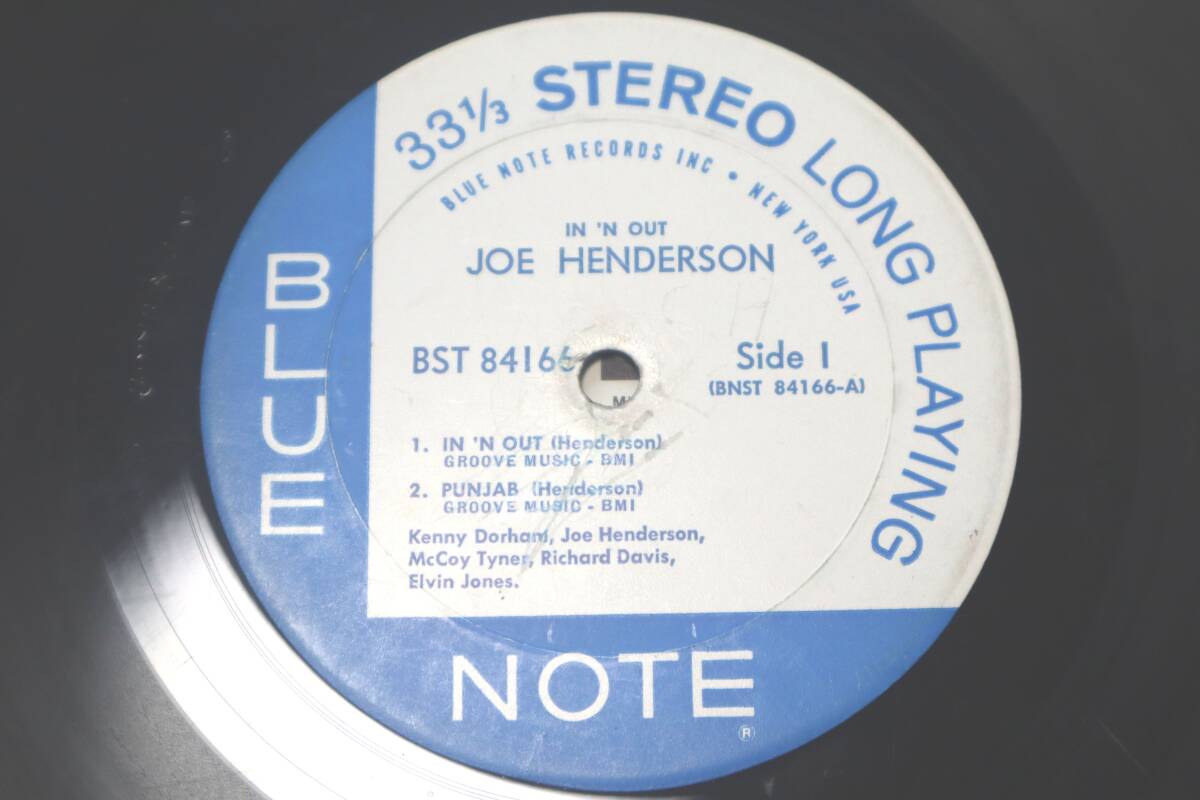 33⅓ STEREO LONG PLAYING
BLUE NOTE RECORDS INC • NEW YORK USA
IN 'N OUT
JOE HENDERSON
BST 84166
Side 1
(BNST 84166-A)
1. IN 'N OUT (Henderson)
GROOVE MUSIC - BMI
2. PUNJAB (Henderson)
GROOVE MUSIC - BMI
Kenny Dorham, Joe Henderson,
McCoy Tyner, Richard Davis,
Elvin Jones.
BLUE
NOTE
®